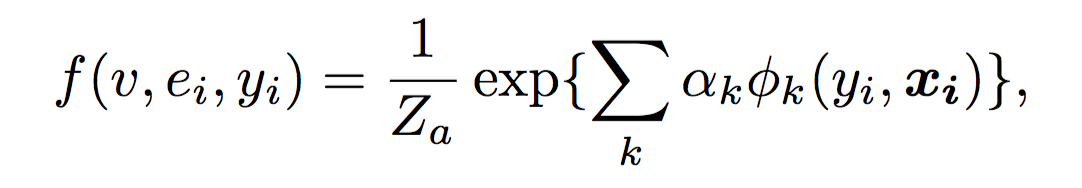 f(v, e_i, y_i) = \frac{1}{Z_a} \exp\{\sum_k \alpha_k \phi_k(y_i, \boldsymbol{x_i})\},